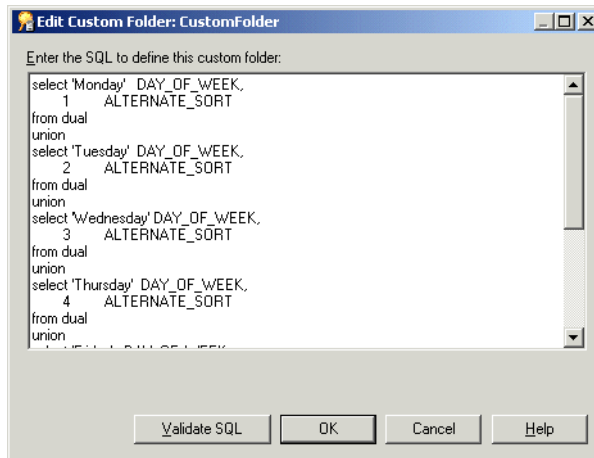 Edit Custom Folder: CustomFolder
Enter the SQL to define this custom folder:
select 'Monday' DAY_OF_WEEK,
1 ALTERNATE_SORT
from dual
union
select 'Tuesday' DAY_OF_WEEK,
2 ALTERNATE_SORT
from dual
union
select 'Wednesday' DAY_OF_WEEK,
3 ALTERNATE_SORT
from dual
union
select 'Thursday' DAY_OF_WEEK,
4 ALTERNATE_SORT
from dual
union
Validate SQL OK Cancel Help